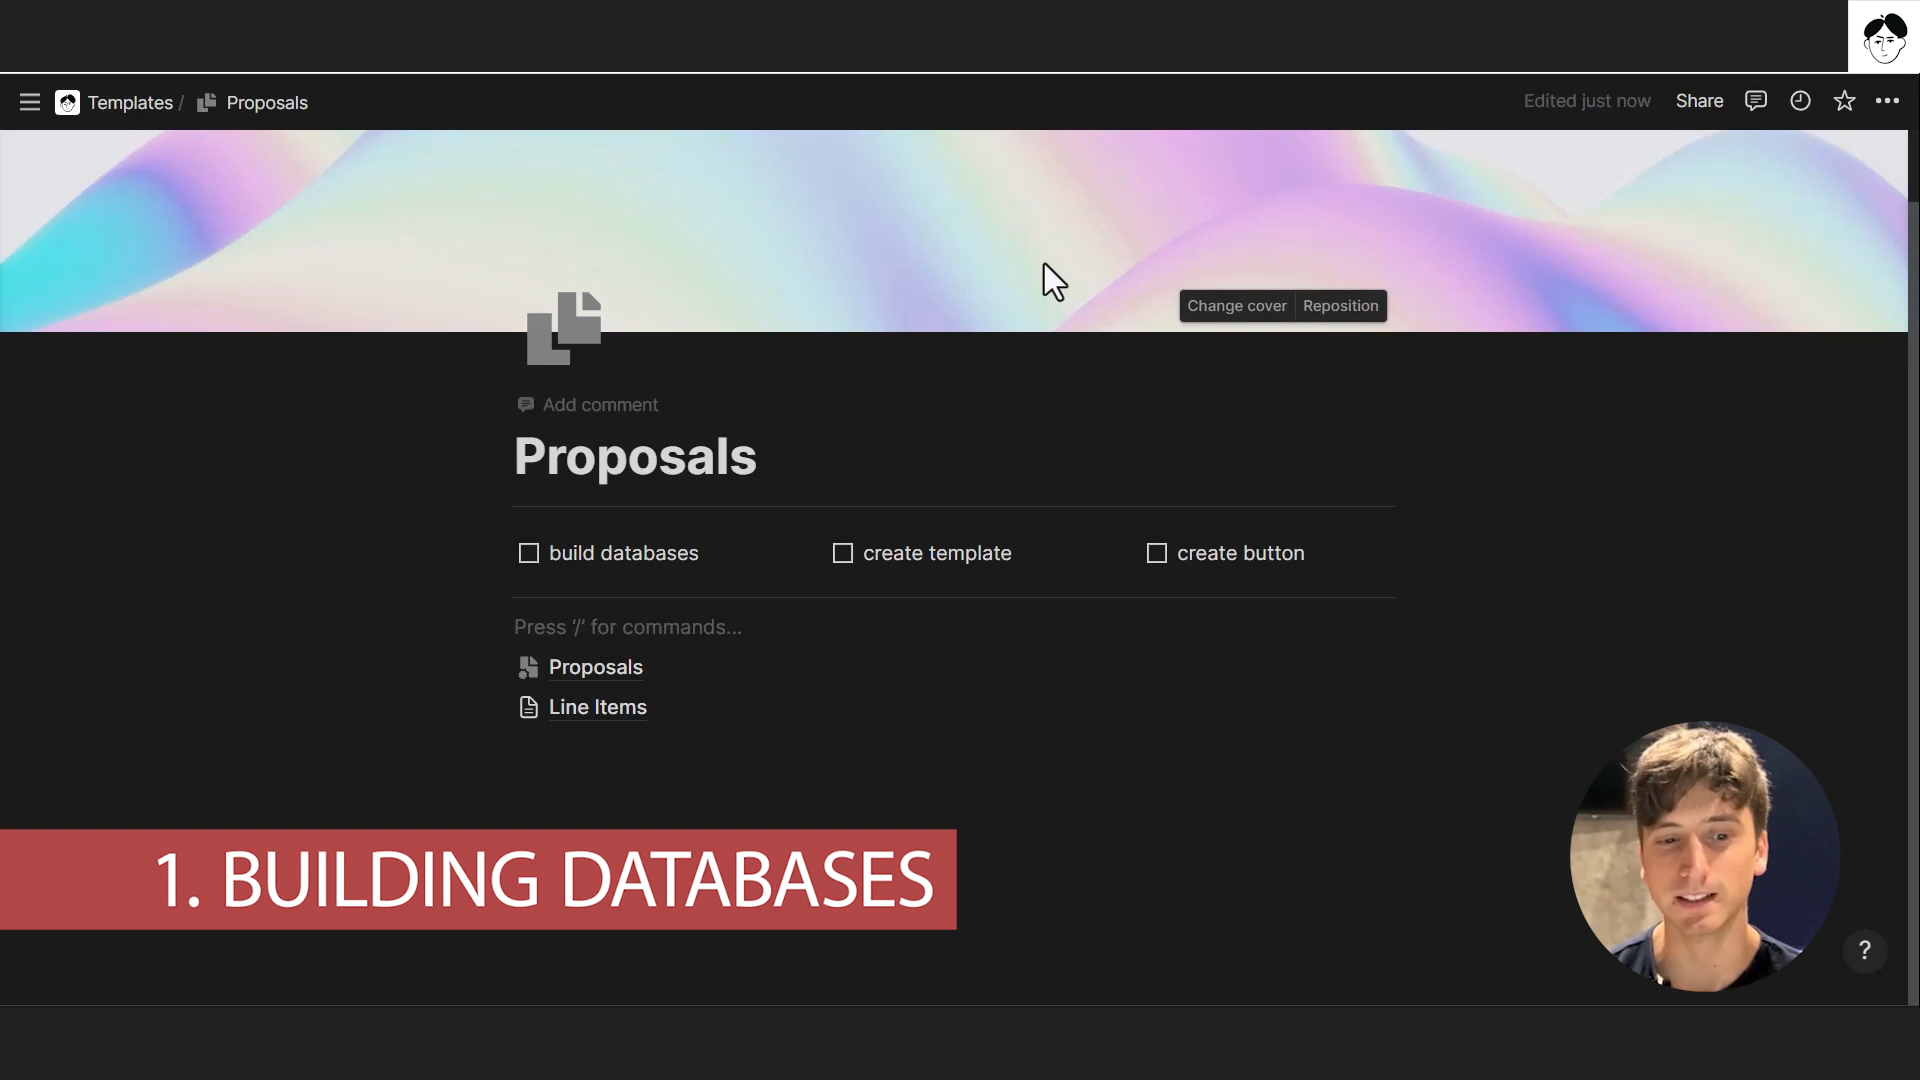 Templates / Proposals
Edited just now Share
Change cover Reposition
Add comment
Proposals
build databases create template create button
Press '/' for commands...
Proposals
Line Items
1. BUILDING DATABASES
?